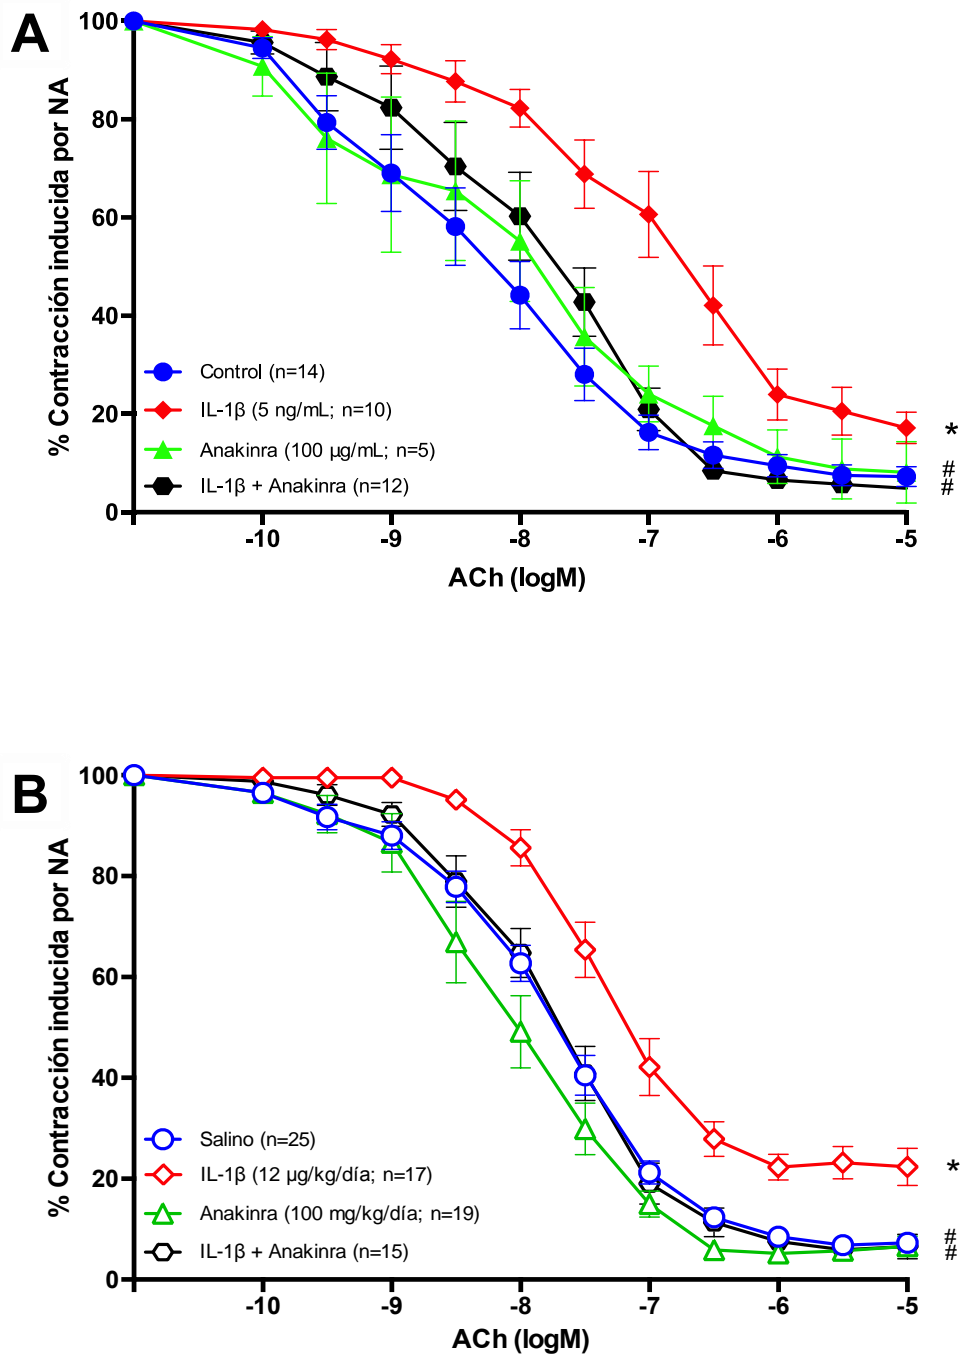 A
% Contracción inducida por NA
100
80
60
40
20
0
Control (n=14)
IL-1β (5 ng/mL; n=10)
Anakinra (100 µg/mL; n=5)
IL-1β + Anakinra (n=12)
*
#
#
-10 -9 -8 -7 -6 -5
ACh (logM)
B
% Contracción inducida por NA
100
80
60
40
20
0
Salino (n=25)
IL-1β (12 µg/kg/día; n=17)
Anakinra (100 mg/kg/día; n=19)
IL-1β + Anakinra (n=15)
*
#
#
-10 -9 -8 -7 -6 -5
ACh (logM)